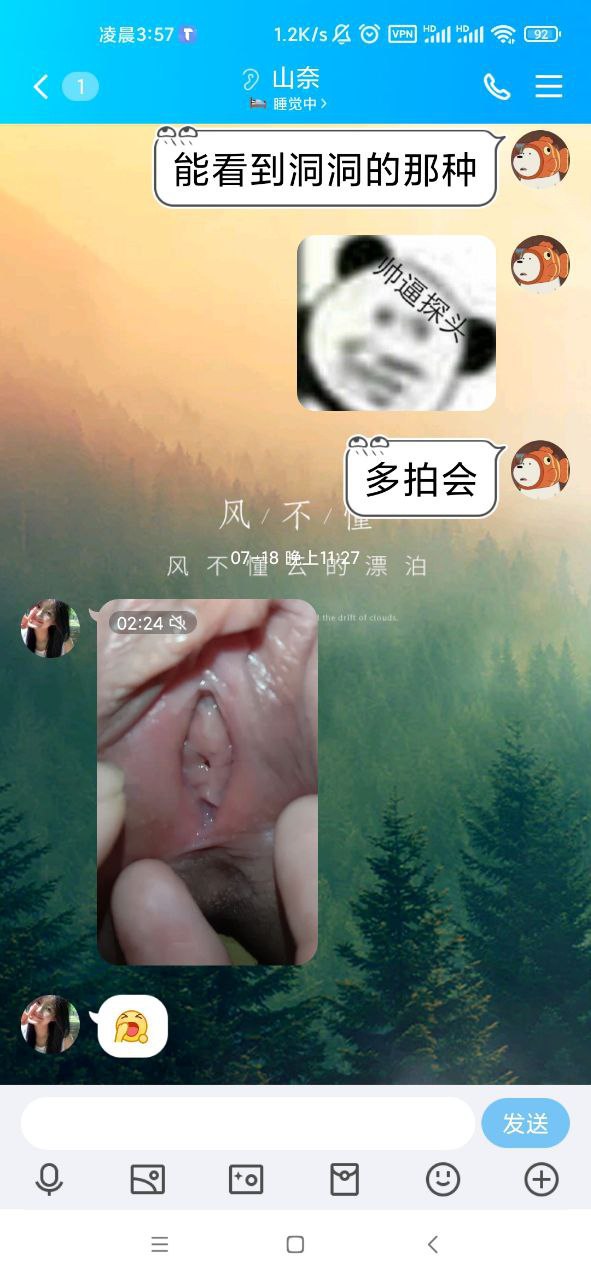 凌晨3:57
1.2K/s
VPN
HD
HD
92
1
山奈
睡觉中
能看到洞洞的那种
帅逼探头
多拍会
风/不/懂
07-18 晚上11:27
风不懂云的漂泊
the drift of clouds.
02:24
发送